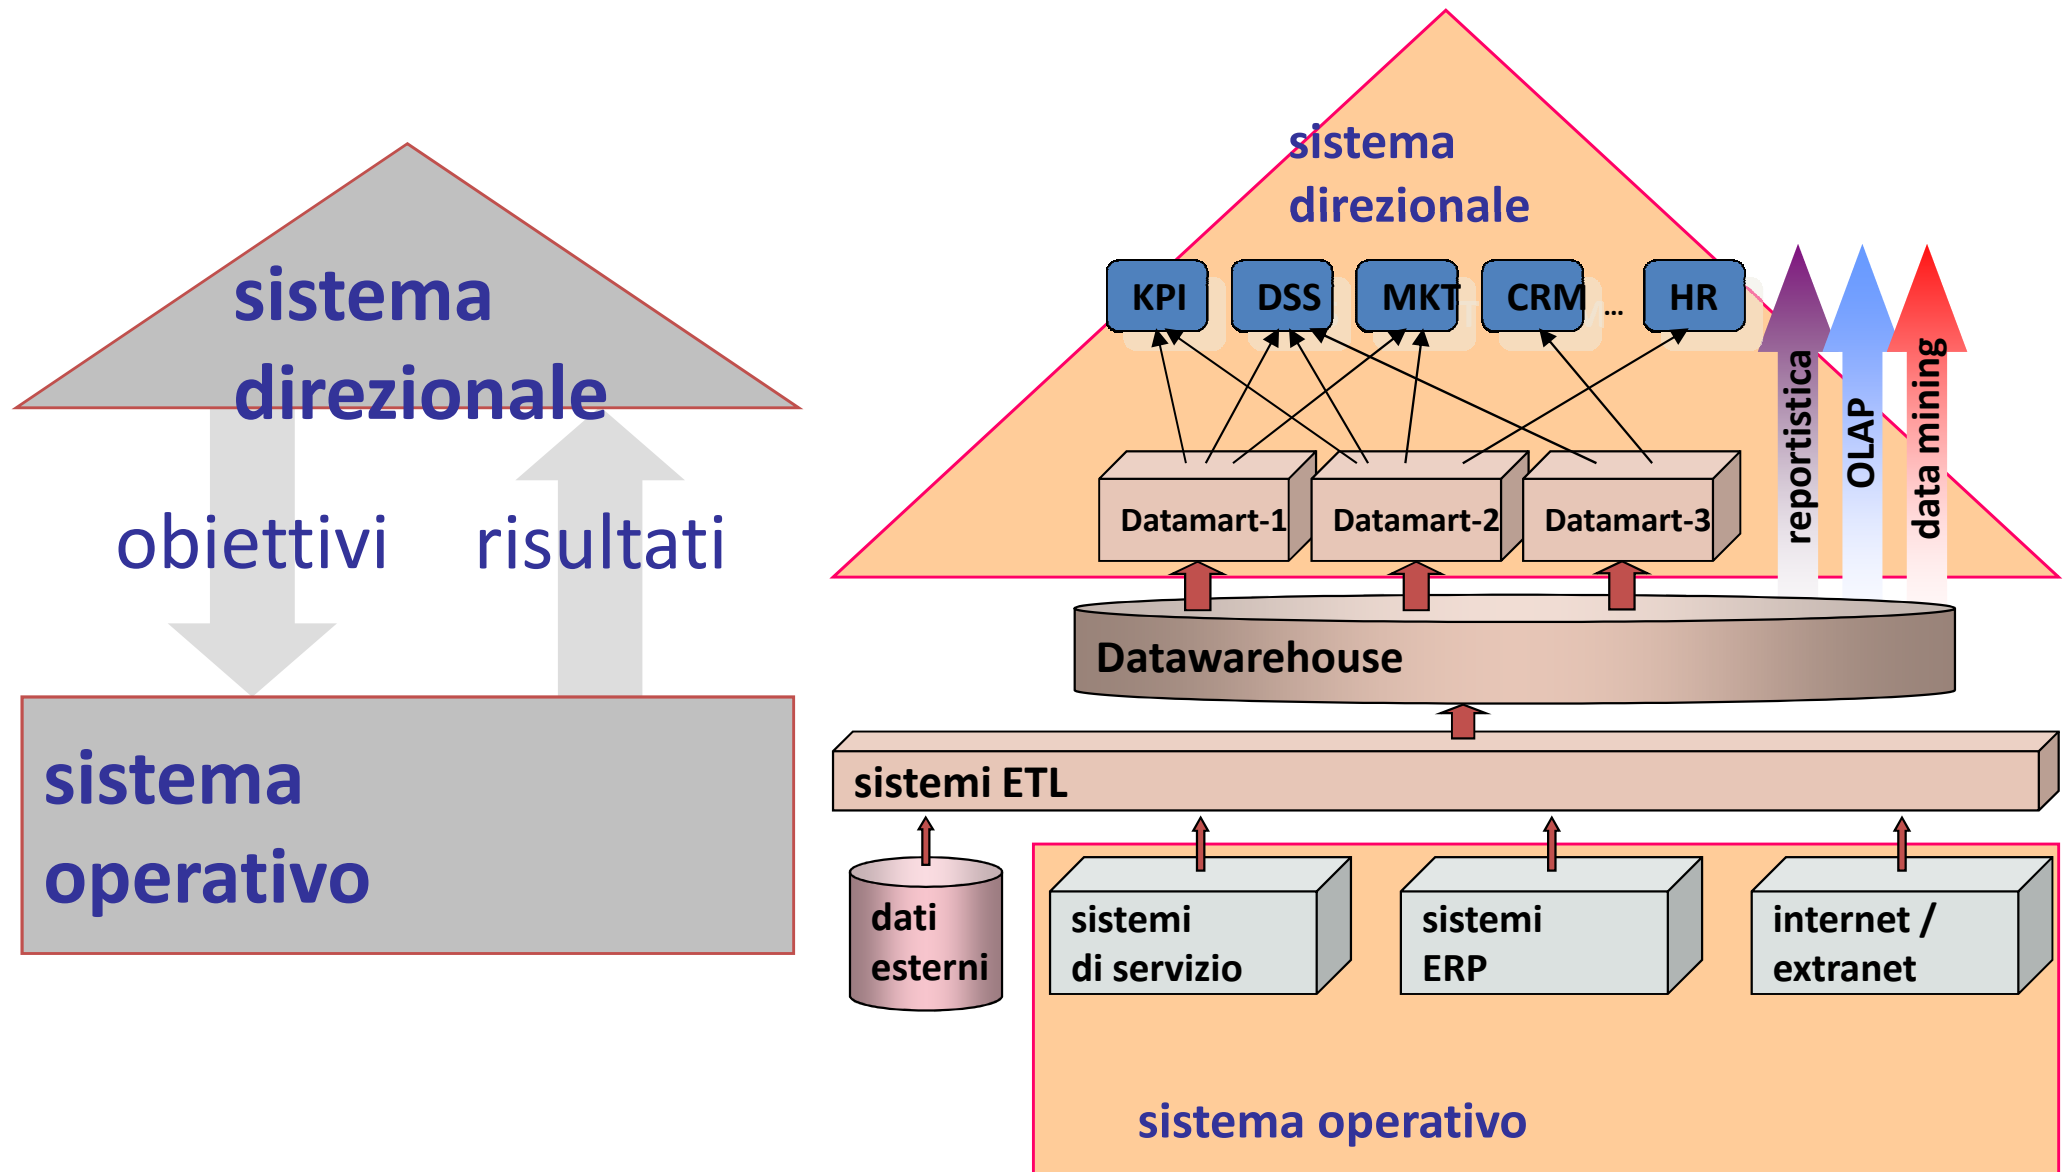 sistema
direzionale
obiettivi
risultati
sistema
operativo
sistema
direzionale
KPI
DSS
MKT
CRM
...
HR
reportistica
OLAP
data mining
Datamart-1
Datamart-2
Datamart-3
Datawarehouse
sistemi ETL
dati
esterni
sistemi
di servizio
sistemi
ERP
internet /
extranet
sistema operativo